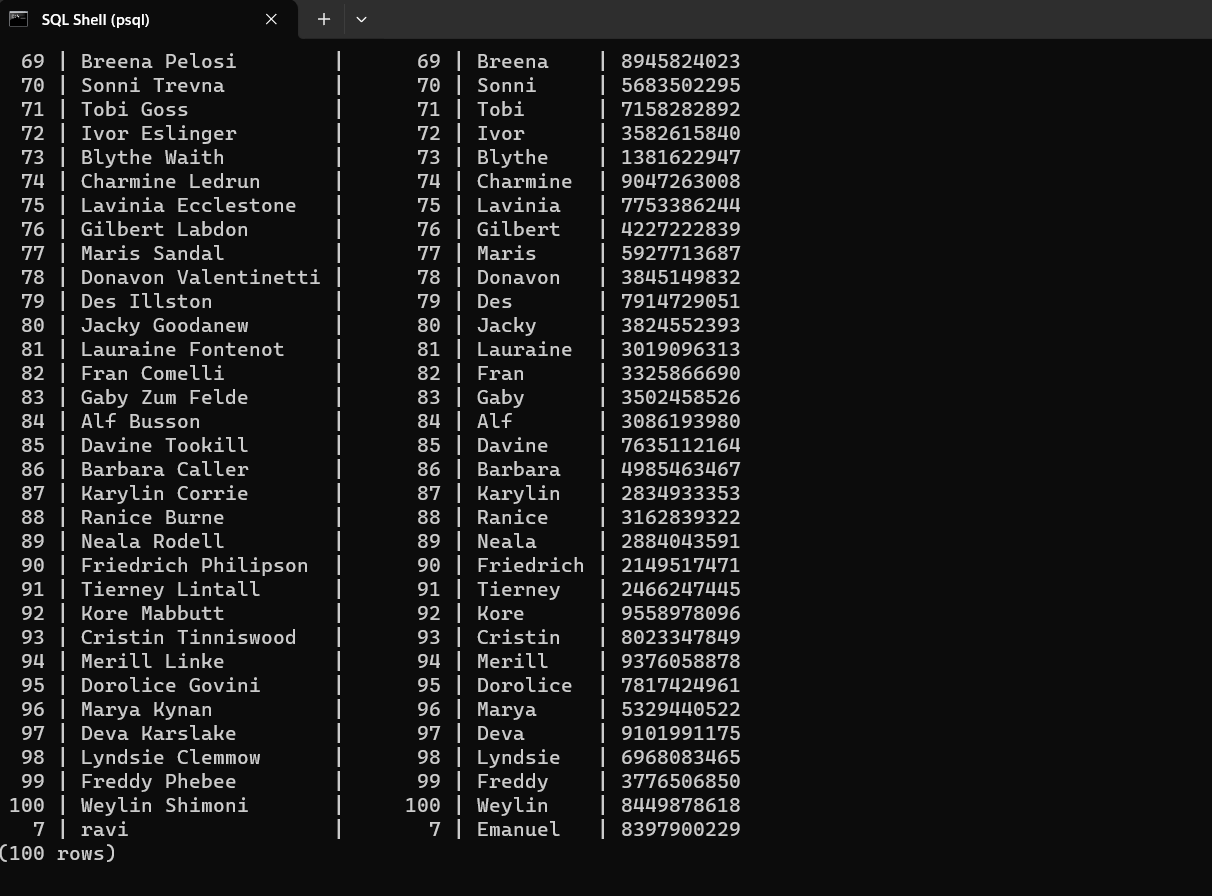 SQL Shell (psql)
69 | Breena Pelosi | 69 | Breena | 8945824023
70 | Sonni Trevna | 70 | Sonni | 5683502295
71 | Tobi Goss | 71 | Tobi | 7158282892
72 | Ivor Eslinger | 72 | Ivor | 3582615840
73 | Blythe Waith | 73 | Blythe | 1381622947
74 | Charmine Ledrun | 74 | Charmine | 9047263008
75 | Lavinia Ecclestone | 75 | Lavinia | 7753386244
76 | Gilbert Labdon | 76 | Gilbert | 4227222839
77 | Maris Sandal | 77 | Maris | 5927713687
78 | Donavon Valentinetti | 78 | Donavon | 3845149832
79 | Des Illston | 79 | Des | 7914729051
80 | Jacky Goodanew | 80 | Jacky | 3824552393
81 | Lauraine Fontenot | 81 | Lauraine | 3019096313
82 | Fran Comelli | 82 | Fran | 3325866690
83 | Gaby Zum Felde | 83 | Gaby | 3502458526
84 | Alf Busson | 84 | Alf | 3086193980
85 | Davine Tookill | 85 | Davine | 7635112164
86 | Barbara Caller | 86 | Barbara | 4985463467
87 | Karylin Corrie | 87 | Karylin | 2834933353
88 | Ranice Burne | 88 | Ranice | 3162839322
89 | Neala Rodell | 89 | Neala | 2884043591
90 | Friedrich Philipson | 90 | Friedrich | 2149517471
91 | Tierney Lintall | 91 | Tierney | 2466247445
92 | Kore Mabbutt | 92 | Kore | 9558978096
93 | Cristin Tinniswood | 93 | Cristin | 8023347849
94 | Merill Linke | 94 | Merill | 9376058878
95 | Dorolice Govini | 95 | Dorolice | 7817424961
96 | Marya Kynan | 96 | Marya | 5329440522
97 | Deva Karslake | 97 | Deva | 9101991175
98 | Lyndsie Clemmow | 98 | Lyndsie | 6968083465
99 | Freddy Phebee | 99 | Freddy | 3776506850
100 | Weylin Shimoni | 100 | Weylin | 8449878618
7 | ravi | 7 | Emanuel | 8397900229
(100 rows)